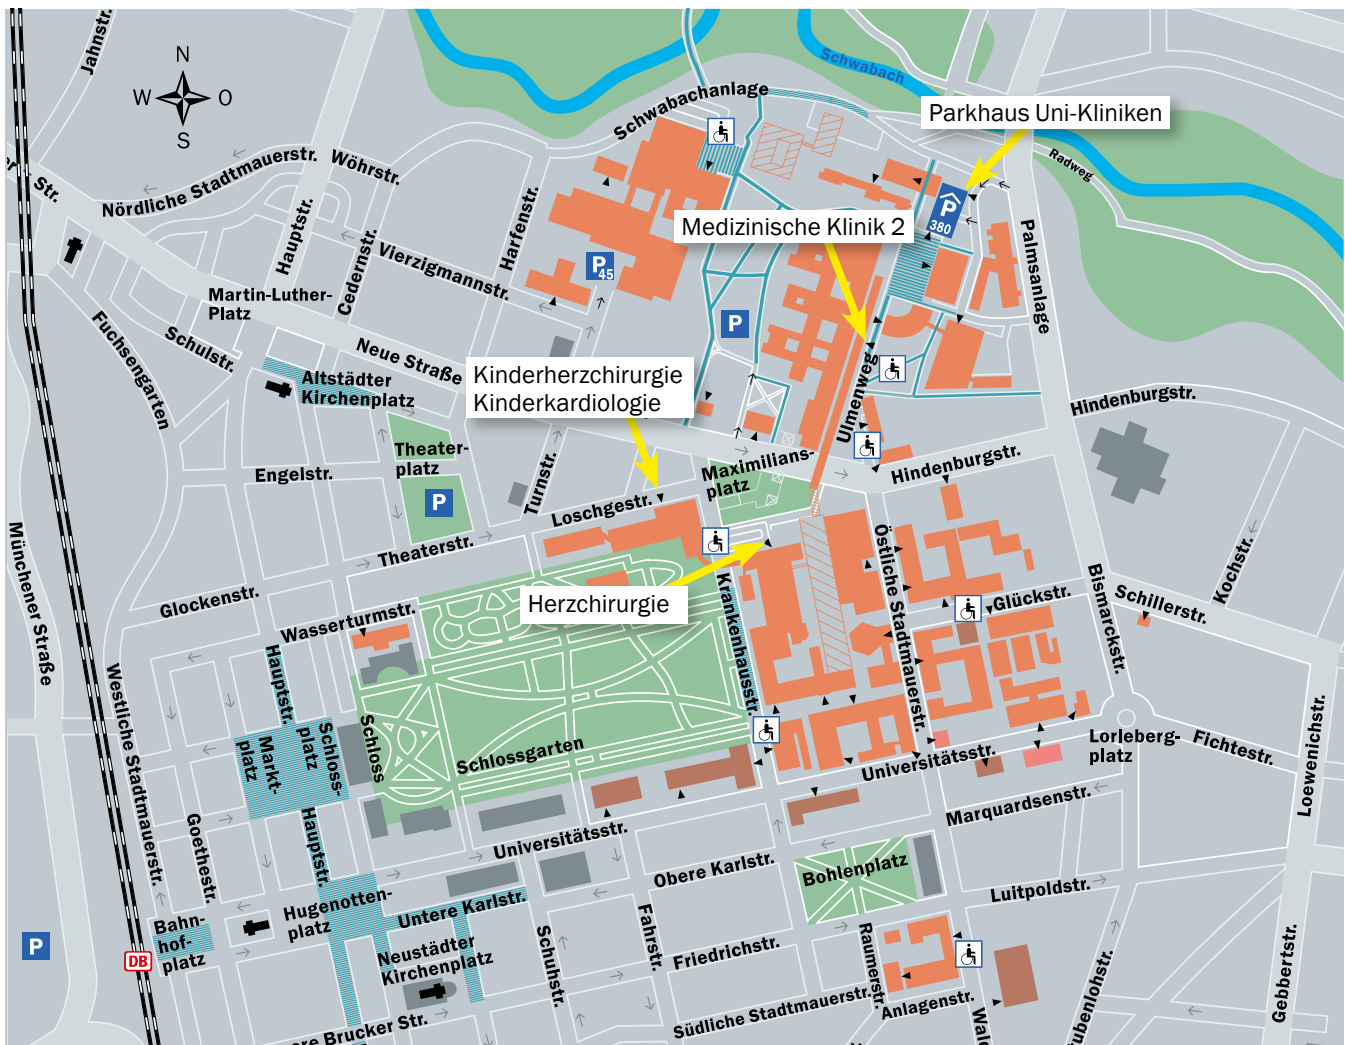 Jahnstr.
N
W
O
S
Schwabach
Schwabachanlage
Parkhaus Uni-Kliniken
Radweg
Wöhrstr.
Nördliche Stadtmauerstr.
Str.
Hauptstr.
Cedernstr.
Harfenstr.
Vierzigmannstr.
Medizinische Klinik 2
P
380
P
45
Palmsanlage
Martin-Luther-
Platz
Fuchsengarten
Schulstr.
Neue Straße
P
Altstädter
Kirchenplatz
Kinderherzchirurgie
Kinderkardiologie
Ulmenweg
Hindenburgstr.
Hindenburgstr.
Theater-
platz
Engelstr.
P
Turnstr.
Loschgestr.
Maximilians-
platz
Theaterstr.
Münchener Straße
Glockenstr.
Wasserturmstr.
Herzchirurgie
Krankenhausstr.
Östliche Stadtmauerstr.
Glückstr.
Bismarckstr.
Schillerstr.
Kochstr.
Westliche Stadtmauerstr.
Hauptstr.
Schloss-
platz
Markt-
platz
Schloss
Schlossgarten
Universitätsstr.
Lorleberg-
platz
Fichtestr.
Loewenichstr.
Goethestr.
Hauptstr.
Universitätsstr.
Marquardsenstr.
Obere Karlstr.
Bohlenplatz
Luitpoldstr.
Bahn-
hof-
platz
Hugenotten-
platz
Untere Karlstr.
Neustädter
Kirchenplatz
Schuhstr.
Fahrstr.
Friedrichstr.
Raumerstr.
P
DB
Südliche Stadtmauerstr.
Anlagenstr.
Gebbertstr.
ere Brucker Str.
Wald
ubenlohstr.